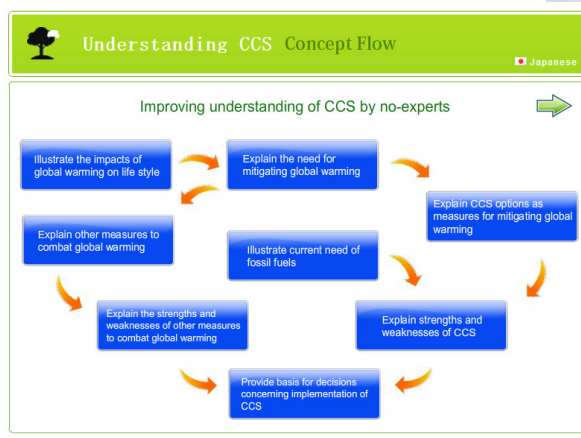 Understanding CCS Concept Flow
Japanese
Improving understanding of CCS by no-experts
Illustrate the impacts of
global warming on life style
Explain the need for
mitigating global warming
Explain CCS options as
measures for mitigating global
warming
Explain other measures to
combat global warming
Illustrate current need of
fossil fuels
Explain the strengths and
weaknesses of other measures
to combat global warming
Explain strengths and
weaknesses of CCS
Provide basis for decisions
concerning implementation of
CCS